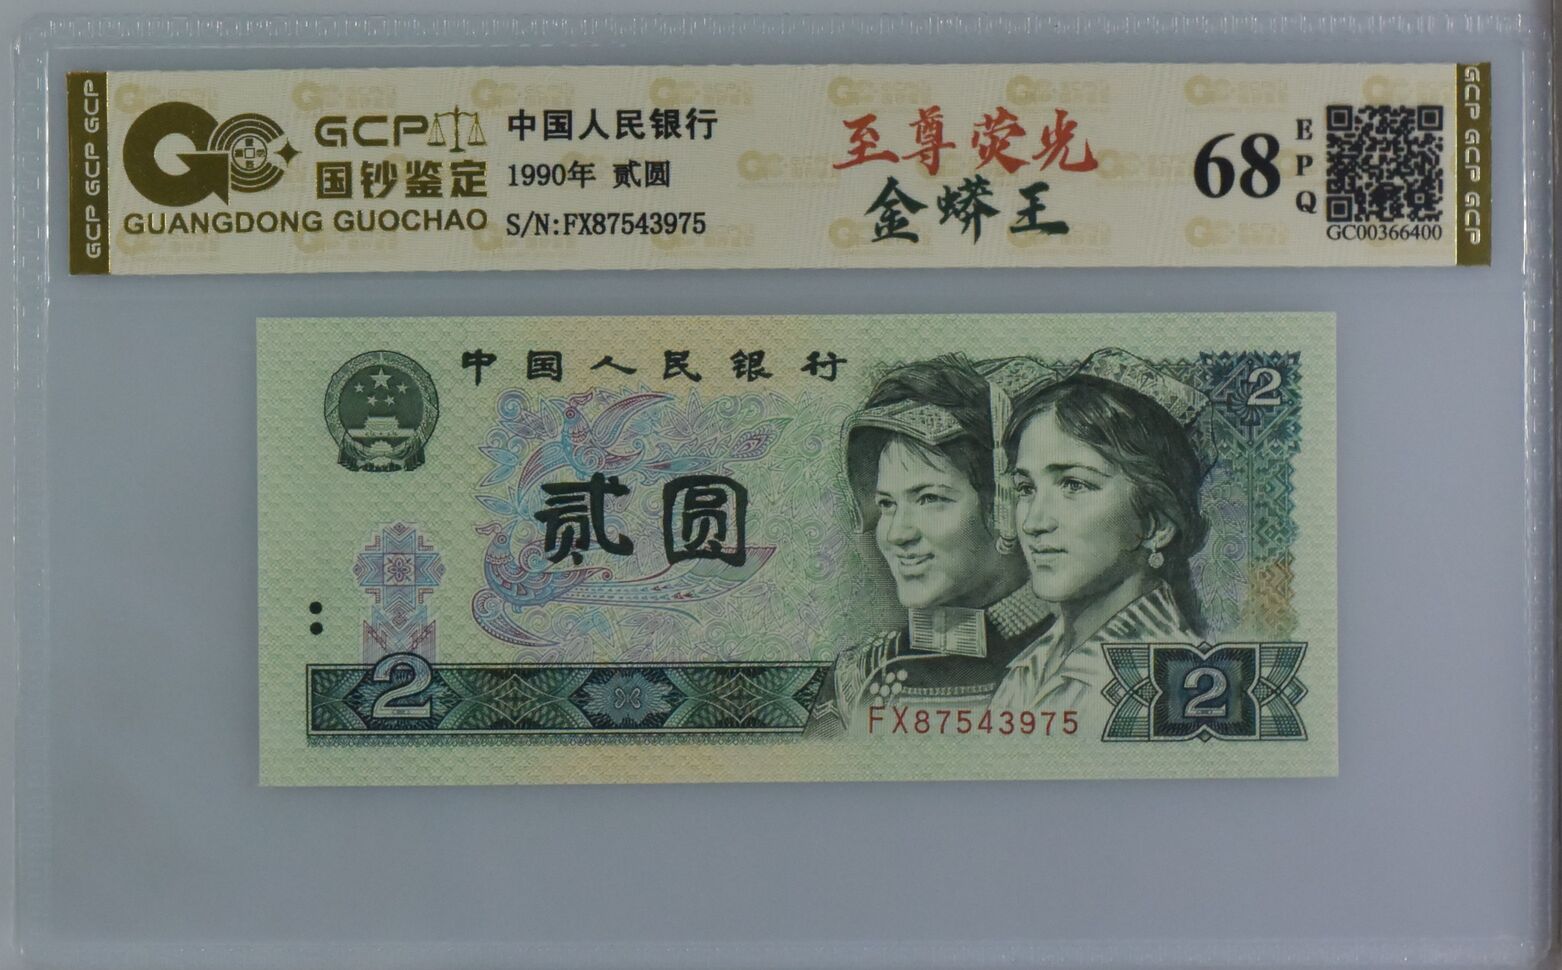 GCP GCP GCP
GCP
国钞鉴定
GUANGDONG GUOCHAO
中国人民银行
1990年 贰圆
S/N:FX87543975
至尊荧光
金蟒王
68
EPQ
GC00366400
GCP GCP GCP
中国人民银行
2
贰圆
2
FX87543975
2